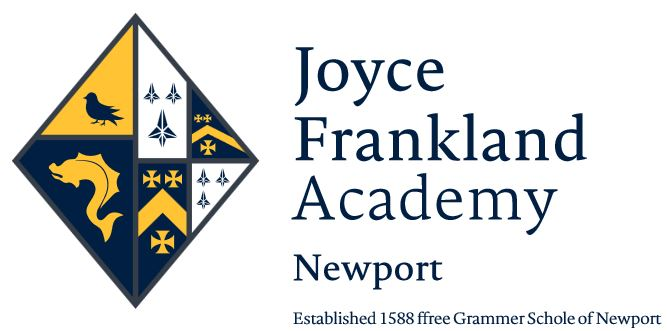 Joyce
Frankland
Academy
Newport
Established 1588 ffree Grammer Schole of Newport